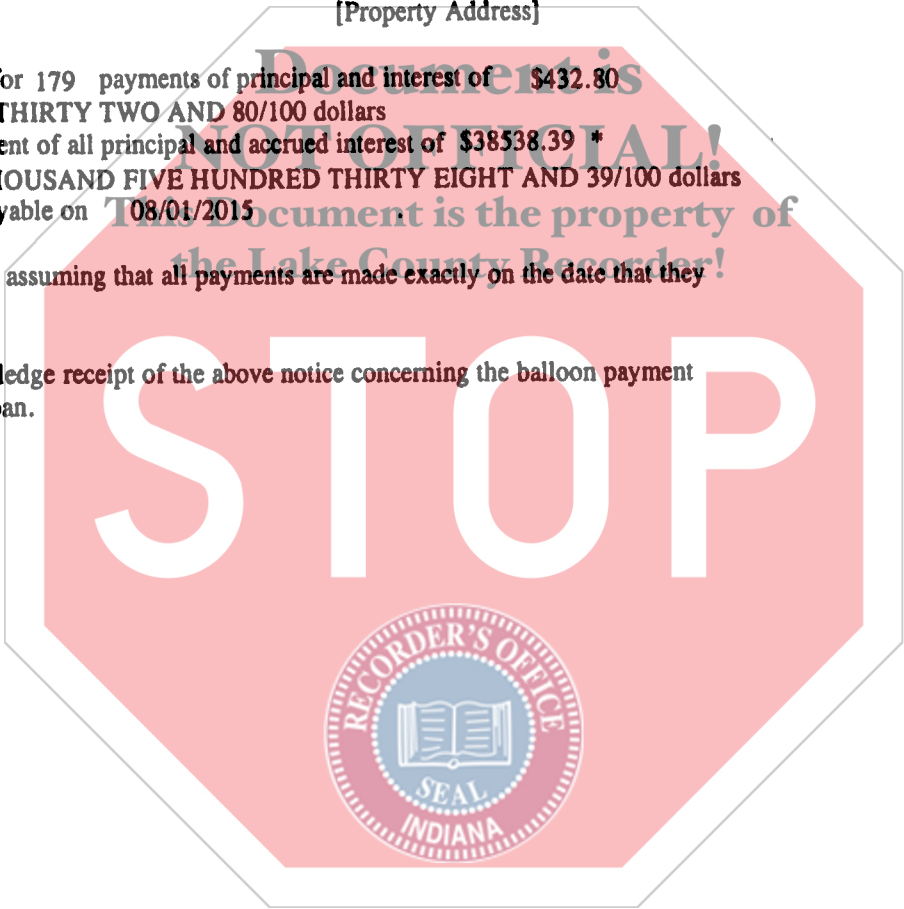 [Property Address]
or 179 payments of principal and interest of $432.80
THIRTY TWO AND 80/100 dollars
ent of all principal and accrued interest of $38538.39 *
OUSAND FIVE HUNDRED THIRTY EIGHT AND 39/100 dollars
yable on 08/01/2015
assuming that all payments are made exactly on the date that they
ledge receipt of the above notice concerning the balloon payment
an.
Document is
NOT OFFICIAL!
This Document is the property of
the Lake County Recorder!
STOP
RECORDER'S OFFICE
SEAL
INDIANA